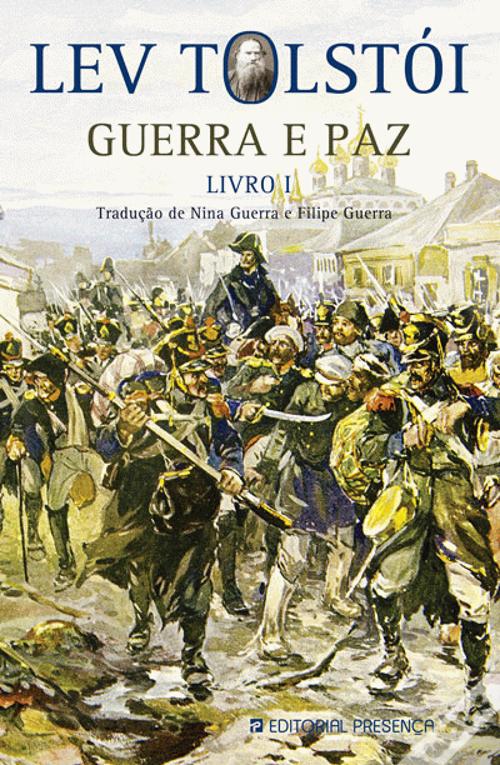 LEV TOLSTÓI
GUERRA E PAZ
LIVRO I
Tradução de Nina Guerra e Filipe Guerra
EDITORIAL PRESENÇA